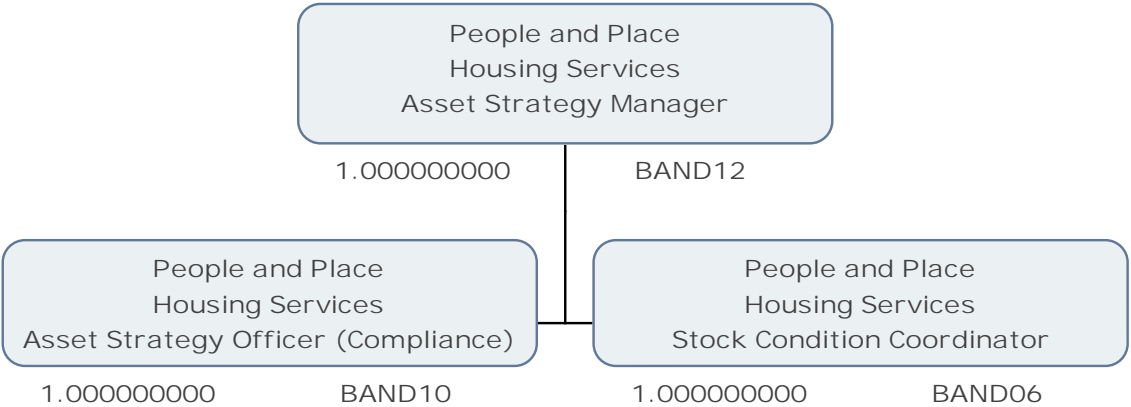 People and Place
Housing Services
Asset Strategy Manager
1.000000000 BAND12
People and Place
Housing Services
Asset Strategy Officer (Compliance)
1.000000000 BAND10
People and Place
Housing Services
Stock Condition Coordinator
1.000000000 BAND06